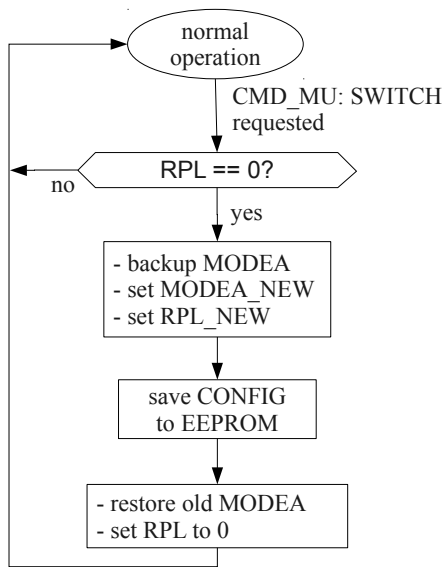 normal
operation
CMD_MU: SWITCH
requested
RPL == 0?
no
yes
- backup MODEA
- set MODEA_NEW
- set RPL_NEW
save CONFIG
to EEPROM
- restore old MODEA
- set RPL to 0